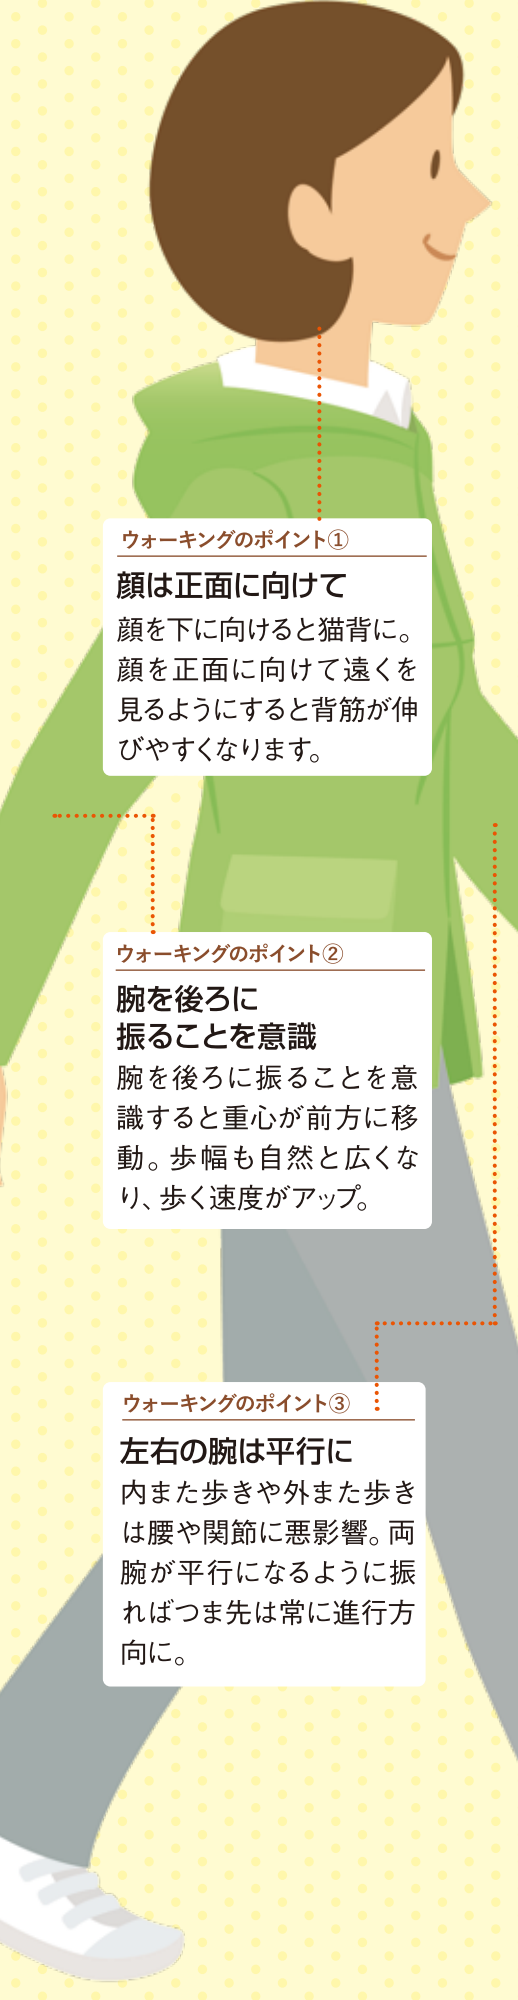 ウォーキングのポイント①
顔は正面に向けて
顔を下に向けると猫背に。
顔を正面に向けて遠くを
見るようにすると背筋が伸
びやすくなります。
ウォーキングのポイント②
腕を後ろに
振ることを意識
腕を後ろに振ることを意
識すると重心が前方に移
動。歩幅も自然と広くな
り、歩く速度がアップ。
ウォーキングのポイント③
左右の腕は平行に
内また歩きや外また歩き
は腰や関節に悪影響。両
腕が平行になるように振
ればつま先は常に進行方
向に。